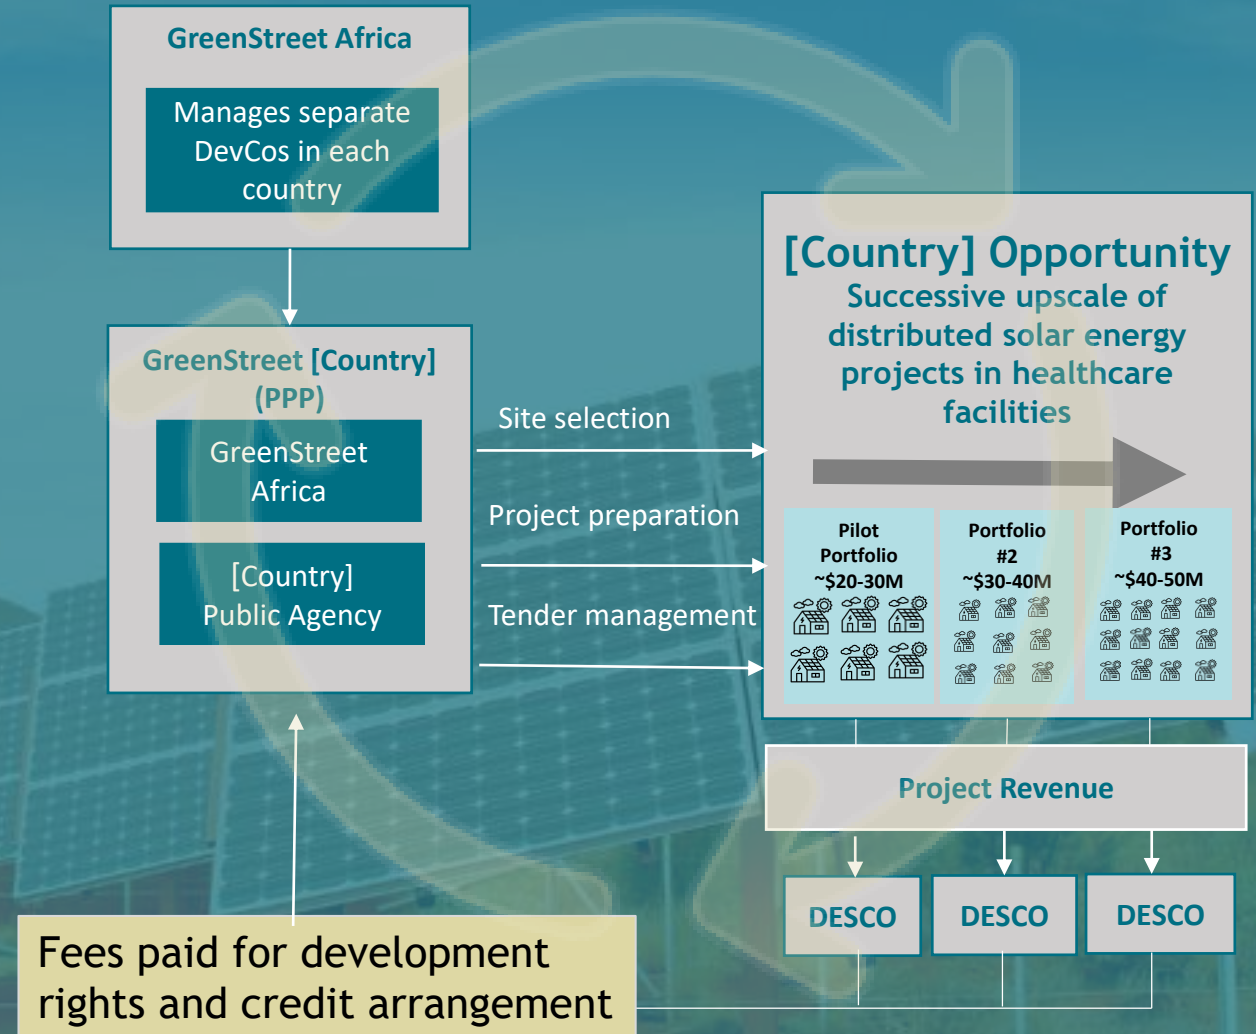 GreenStreet Africa
Manages separate
DevCos in each
country
GreenStreet [Country]
(PPP)
GreenStreet
Africa
[Country]
Public Agency
Site selection
Project preparation
Tender management
[Country] Opportunity
Successive upscale of
distributed solar energy
projects in healthcare
facilities
Pilot
Portfolio
~$20-30M
Portfolio
#2
~$30-40M
Portfolio
#3
~$40-50M
Project Revenue
DESCO
DESCO
DESCO
Fees paid for development
rights and credit arrangement